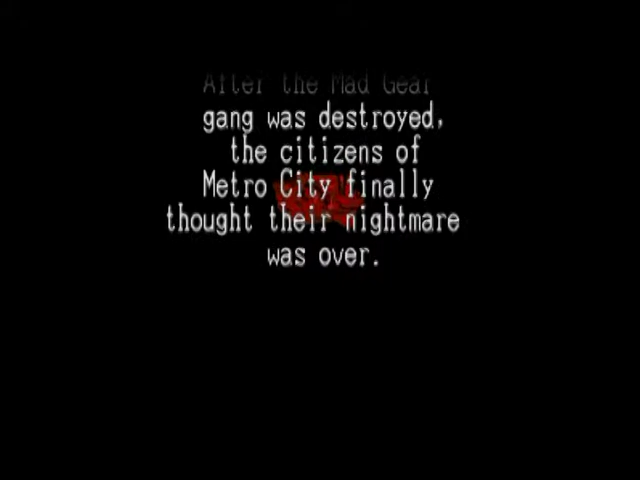 After the Mad Gear
gang was destroyed,
the citizens of
Metro City finally
thought their nightmare
was over.